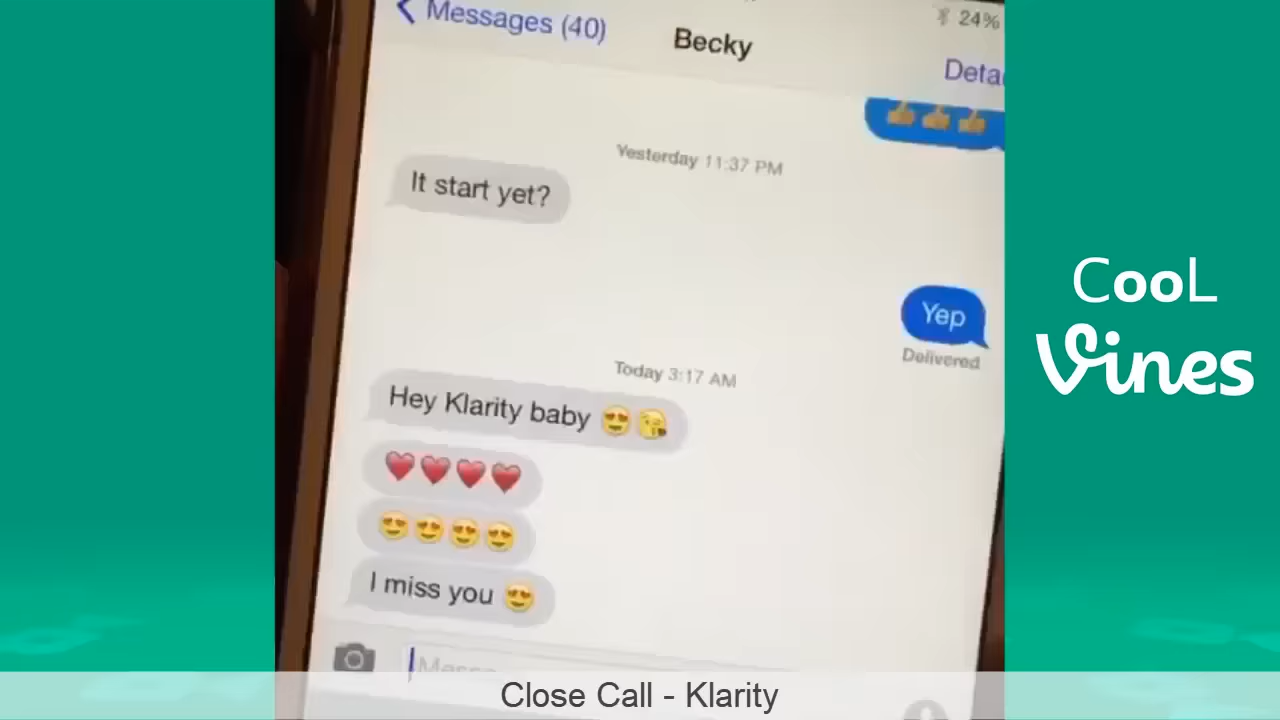 Messages (40)
Becky
24%
Yesterday 11:37 PM
It start yet?
Yep
Delivered
Today 3:17 AM
Hey Klarity baby 😍😘
❤️❤️❤️❤️
😍😍😍😍
I miss you 😍
CooL
Vines
Close Call - Klarity